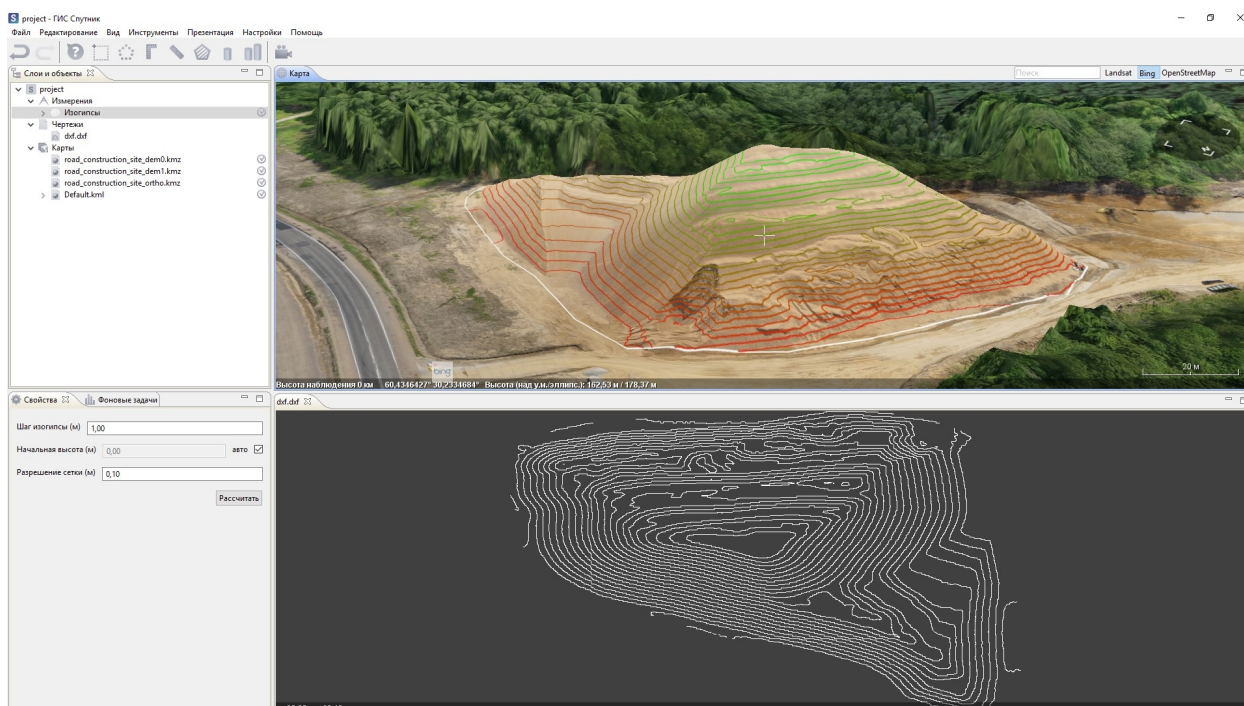 S project - ГИС Спутник
Файл Редактирование Вид Инструменты Презентация Настройки Помощь
Слои и объекты
S project
Измерения
Изогипсы
Чертежи
dxf.dxf
Карты
road_construction_site_dem0.kmz
road_construction_site_dem1.kmz
road_construction_site_ortho.kmz
Default.kml
Карта
Поиск
Landsat Bing OpenStreetMap
bing
20 м
Высота наблюдения 0 км 60,4346427° 30,2334684° Высота (над у.м./эллипс.): 162,53 м / 178,37 м
Свойства Фоновые задачи
Шаг изогипсы (м) 1,00
Начальная высота (м) 0,00 авто
Разрешение сетки (м) 0,10
Рассчитать
dxf.dxf